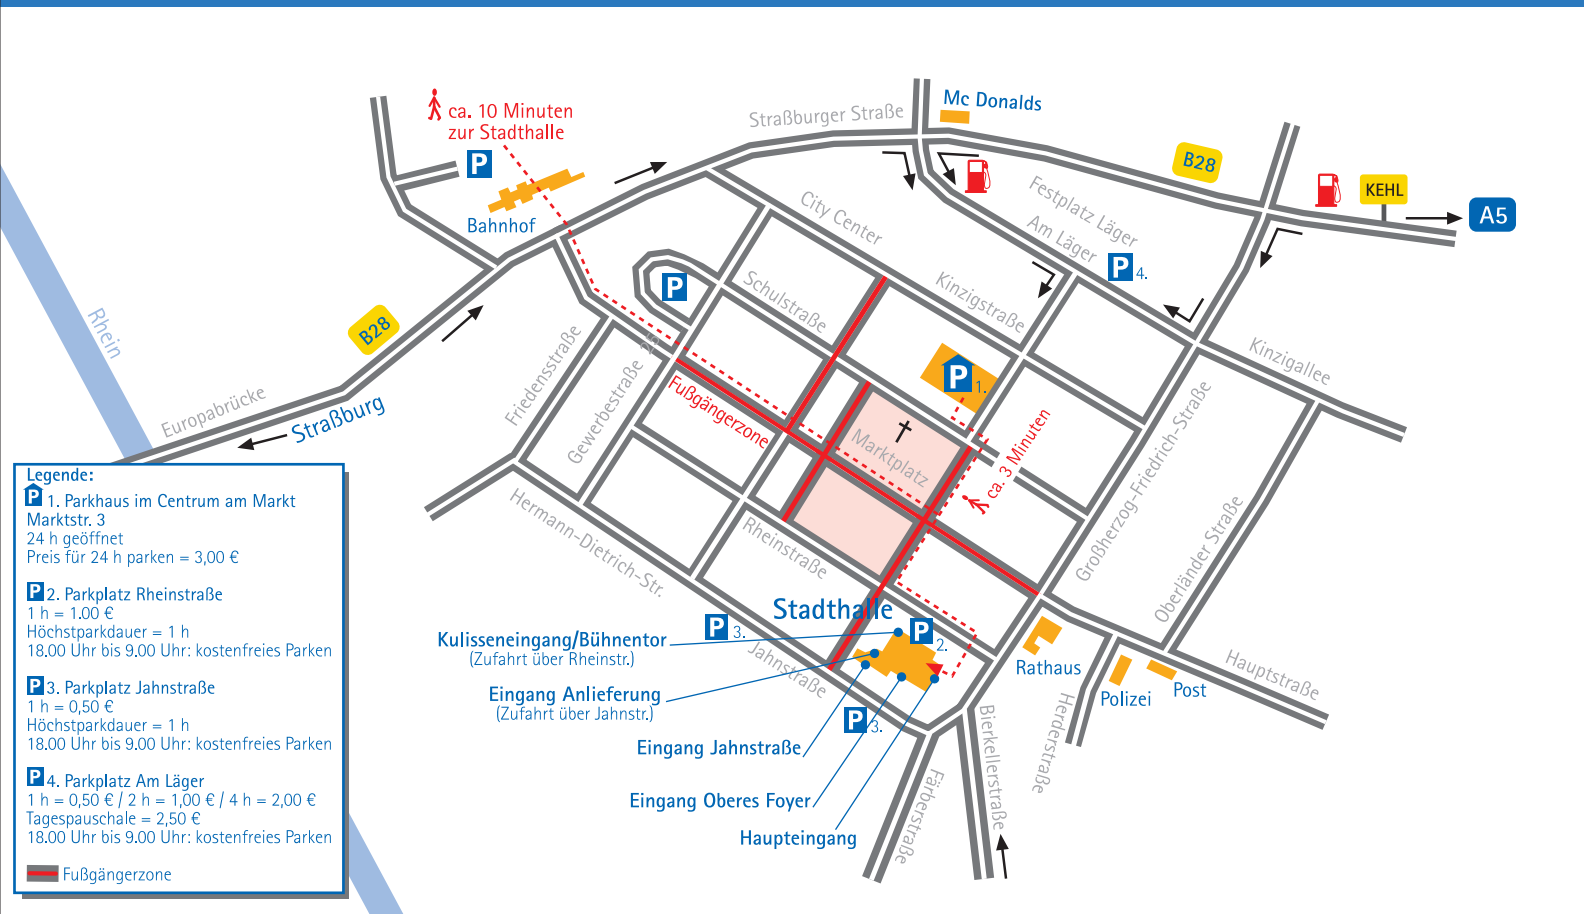 ca. 10 Minuten
zur Stadthalle
P
Bahnhof
Straßburger Straße
Mc Donalds
B28
KEHL
A5
Festplatz Läger
Am Läger
P 4.
City Center
Kinzigstraße
Schulstraße
P
Rhein
B28
Europabrücke
Straßburg
Friedensstraße
Gewerbestraße
Fußgängerzone
P 1.
Marktplatz
ca. 3 Minuten
Kinzigallee
Großherzog-Friedrich-Straße
Oberländer Straße
Hermann-Dietrich-Str.
Rheinstraße
Stadthalle
P 2.
P 3.
Jahnstraße
P 3.
Kulisseneingang/Bühnentor
(Zufahrt über Rheinstr.)
Eingang Anlieferung
(Zufahrt über Jahnstr.)
Eingang Jahnstraße
Eingang Oberes Foyer
Haupteingang
Rathaus
Polizei
Post
Hauptstraße
Herderstraße
Bierkellerstraße
Färberstraße
Legende:
P 1. Parkhaus im Centrum am Markt
Marktstr. 3
24 h geöffnet
Preis für 24 h parken = 3,00 €
P 2. Parkplatz Rheinstraße
1 h = 1.00 €
Höchstparkdauer = 1 h
18.00 Uhr bis 9.00 Uhr: kostenfreies Parken
P 3. Parkplatz Jahnstraße
1 h = 0,50 €
Höchstparkdauer = 1 h
18.00 Uhr bis 9.00 Uhr: kostenfreies Parken
P 4. Parkplatz Am Läger
1 h = 0,50 € / 2 h = 1,00 € / 4 h = 2,00 €
Tagespauschale = 2,50 €
18.00 Uhr bis 9.00 Uhr: kostenfreies Parken
Fußgängerzone